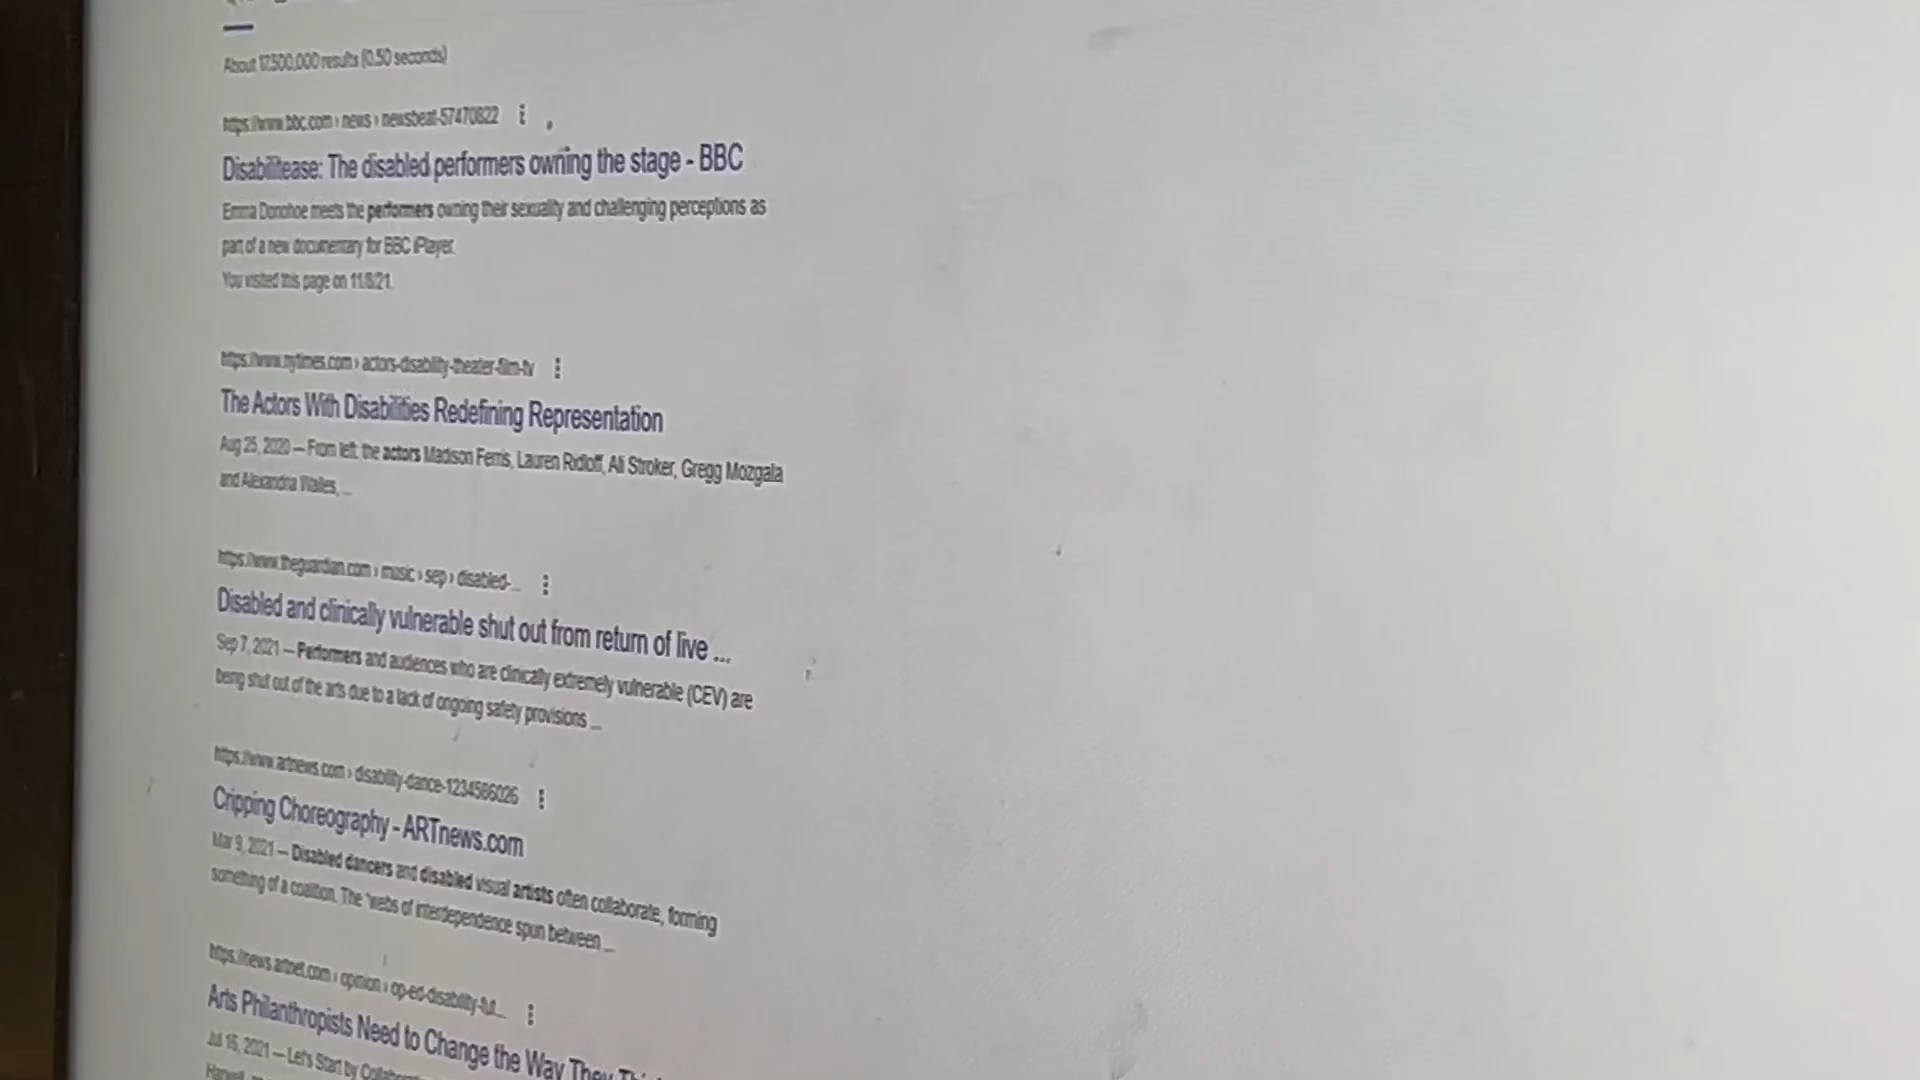 About 17,500,000 results (0.50 seconds)
https://www.bbc.com › news › newsbeat-57470822
Disabilitease: The disabled performers owning the stage - BBC
Emma Donohoe meets the performers owning their sexuality and challenging perceptions as
part of a new documentary for BBC iPlayer.
You visited this page on 11/8/21.
https://www.nytimes.com › actors-disability-theater-film-tv
The Actors With Disabilities Redefining Representation
Aug 25, 2020 — From left: the actors Madison Ferris, Lauren Ridloff, Ali Stroker, Gregg Mozgala
and Alexandria Wailes, ...
https://www.theguardian.com › music › sep › disabled-...
Disabled and clinically vulnerable shut out from return of live ...
Sep 7, 2021 — Performers and audiences who are clinically extremely vulnerable (CEV) are
being shut out of the arts due to a lack of ongoing safety provisions ...
https://www.artnews.com › disability-dance-1234586026
Cripping Choreography - ARTnews.com
Mar 9, 2021 — Disabled dancers and disabled visual artists often collaborate, forming
something of a coalition. The "webs of interdependence spun between ...
https://news.artnet.com › opinion › op-ed-disability-fut...
Arts Philanthropists Need to Change the Way They
Jul 16, 2021 — Let's Start by